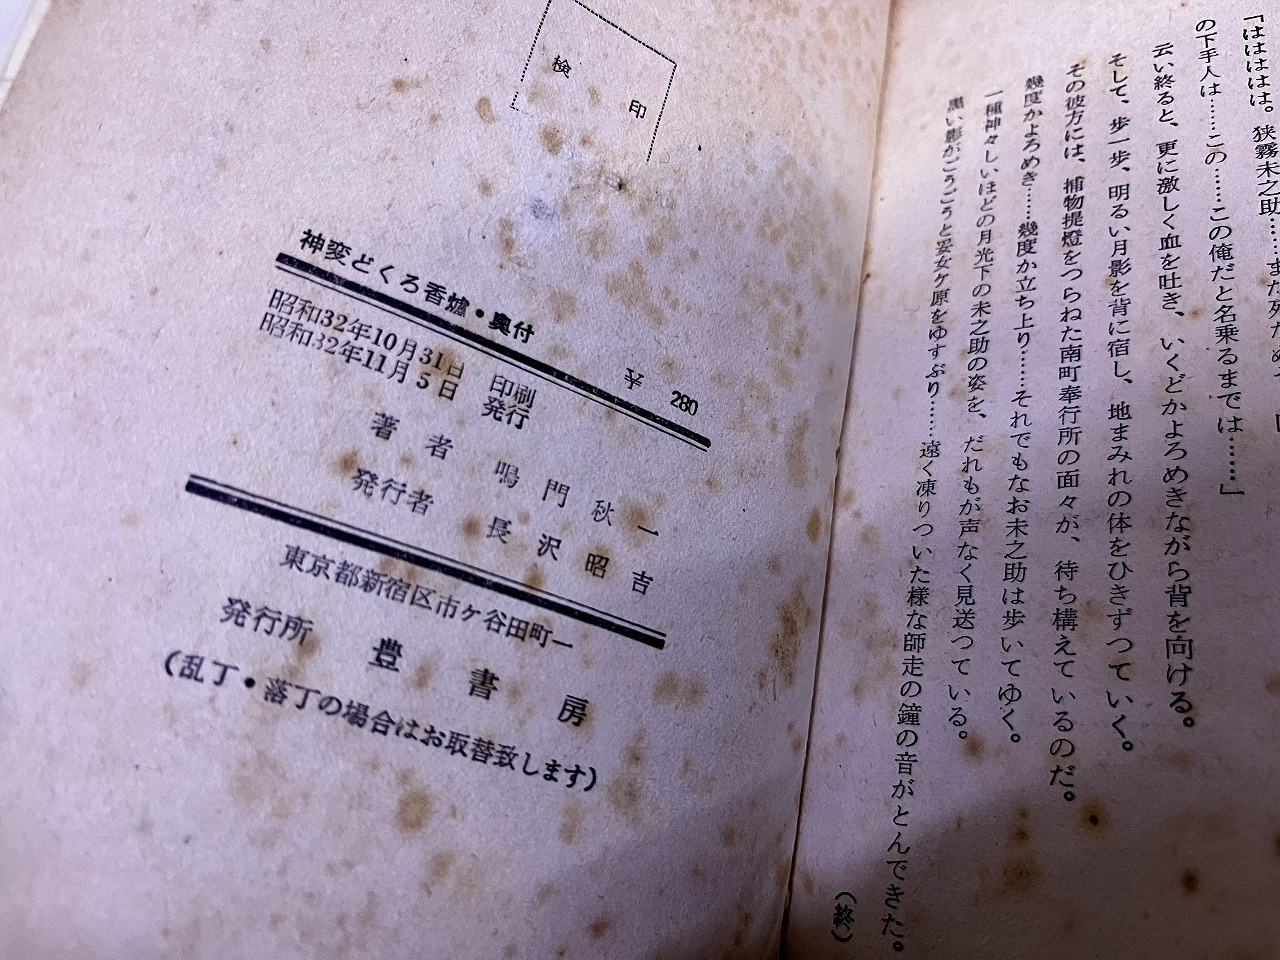 「はははは。狭霧未之助……まだ死
の下手人は……この……この俺だと名乗るまでは……」
云い終ると、更に激しく血を吐き、いくどかよろめきながら背を向ける。
そして、歩一歩、明るい月影を背に宿し、地まみれの体をひきずつていく。
その彼方には、捕物提燈をつらねた南町奉行所の面々が、待ち構えているのだ。
幾度かよろめき……幾度か立ち上り……それでもなお未之助は歩いてゆく。
一種神々しいほどの月光下の未之助の姿を、だれもが声なく見送つている。
黒い影がごうごうと妥女ケ原をゆすぶり……遠く凍りついた様な師走の鐘の音がとんできた。
(終)
検印
神変どくろ香爐・奥付
¥ 280
昭和32年10月31日 印刷
昭和32年11月5日 発行
著者 鳴門秋一
発行者 長沢昭吉
東京都新宿区市ケ谷田町一
発行所 豊書房
(乱丁・落丁の場合はお取替致します)